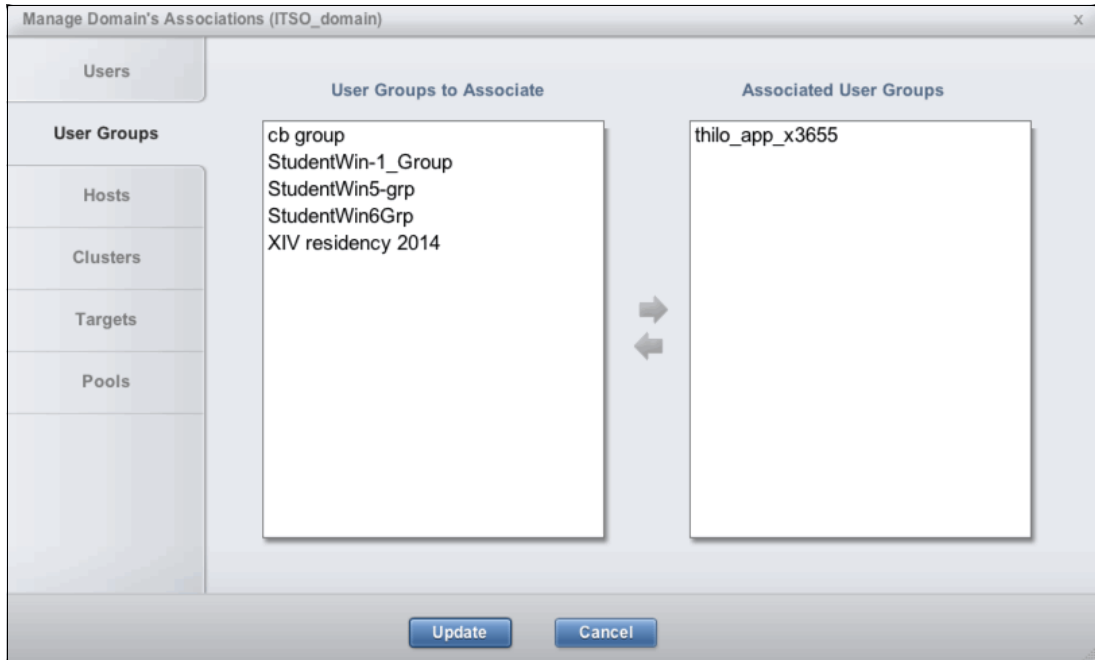 Manage Domain's Associations (ITSO_domain)
x
Users
User Groups
Hosts
Clusters
Targets
Pools
User Groups to Associate
cb group
StudentWin-1_Group
StudentWin5-grp
StudentWin6Grp
XIV residency 2014
Associated User Groups
thilo_app_x3655
Update
Cancel